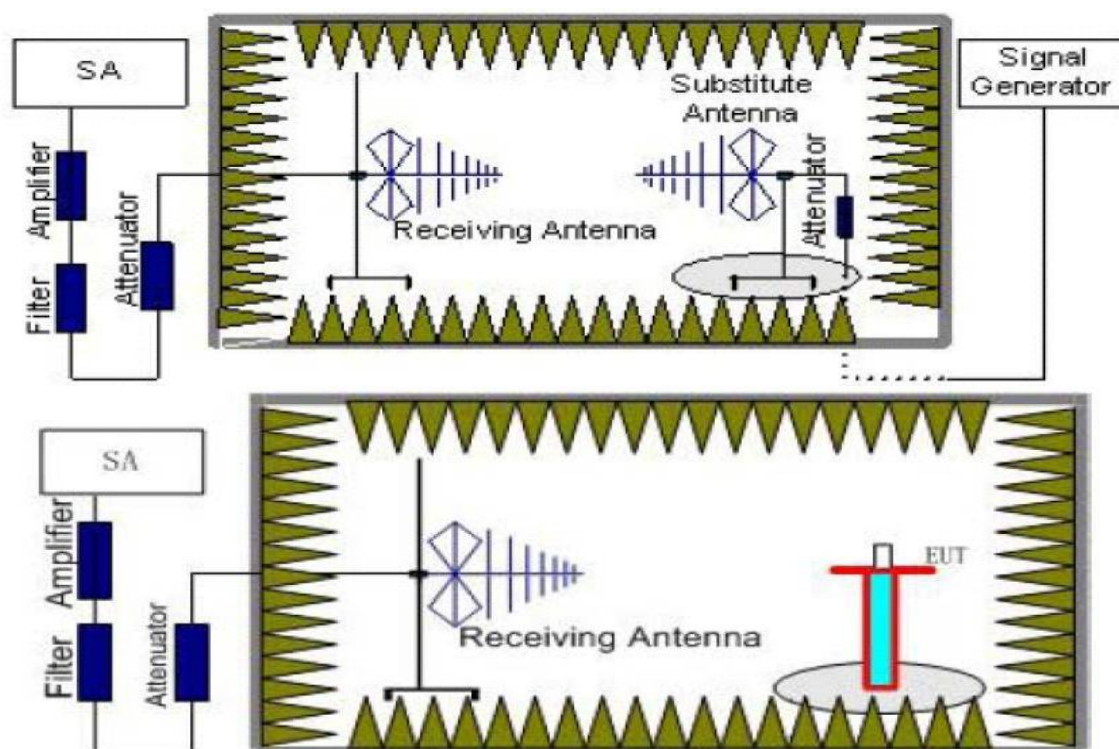 SA
Amplifier
Filter
Attenuator
Receiving Antenna
Substitute
Antenna
Attenuator
Signal
Generator
SA
Amplifier
Filter
Attenuator
Receiving Antenna
EUT